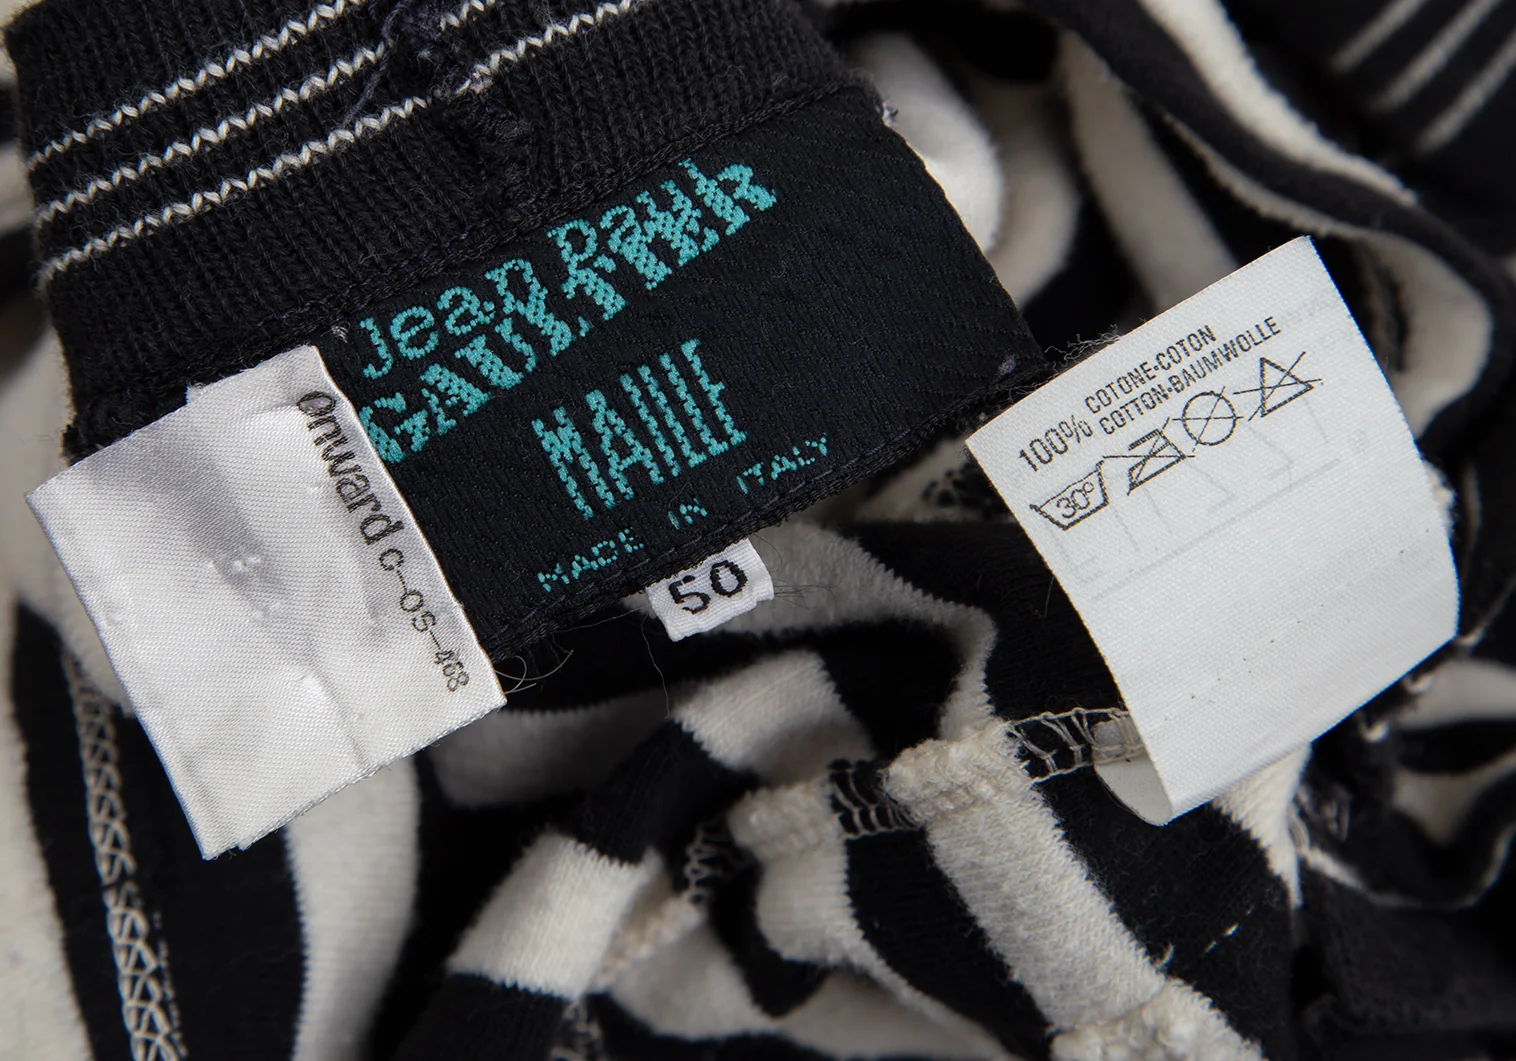 Jean Paul
GAULTIER
MAILLE
MADE IN ITALY
50
Onward C-OS-468
100% COTONE-COTON
COTTON-BAUMWOLLE
30°